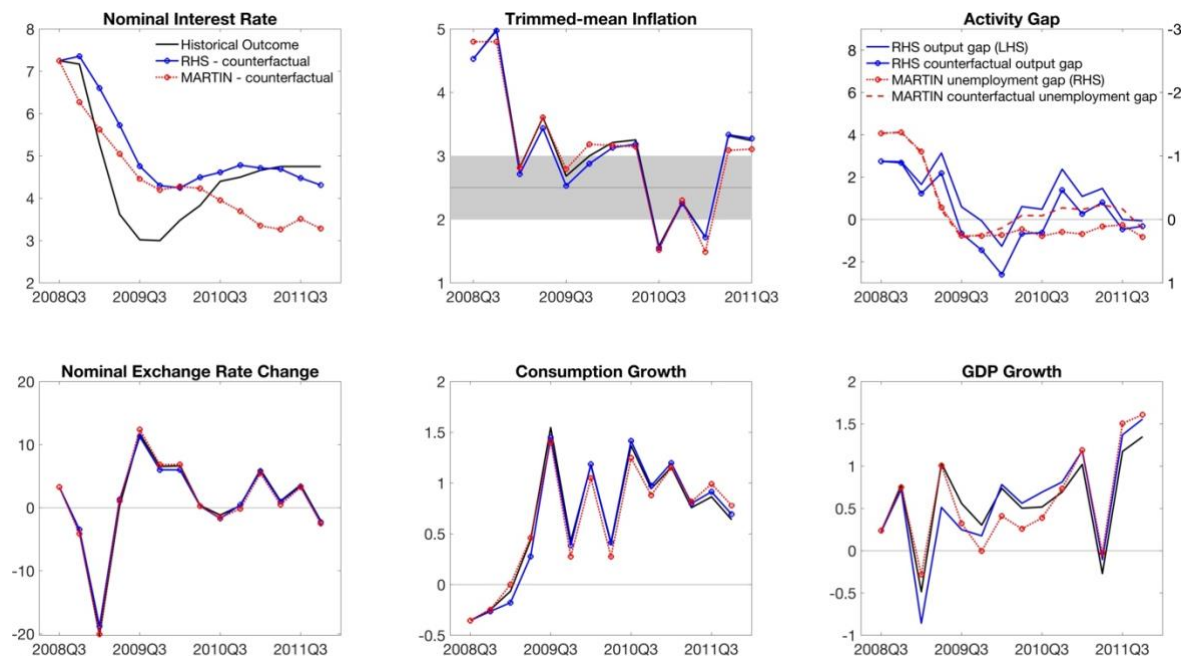 Nominal Interest Rate
8
7
6
5
4
3
2
Historical Outcome
RHS - counterfactual
MARTIN - counterfactual
2008Q3 2009Q3 2010Q3 2011Q3
Trimmed-mean Inflation
5
4
3
2
1
2008Q3 2009Q3 2010Q3 2011Q3
Activity Gap
8
6
4
2
0
-2
RHS output gap (LHS)
RHS counterfactual output gap
MARTIN unemployment gap (RHS)
MARTIN counterfactual unemployment gap
-3
-2
-1
0
1
2008Q3 2009Q3 2010Q3 2011Q3
Nominal Exchange Rate Change
20
10
0
-10
-20
2008Q3 2009Q3 2010Q3 2011Q3
Consumption Growth
2
1.5
1
0.5
0
-0.5
2008Q3 2009Q3 2010Q3 2011Q3
GDP Growth
2
1.5
1
0.5
0
-0.5
-1
2008Q3 2009Q3 2010Q3 2011Q3